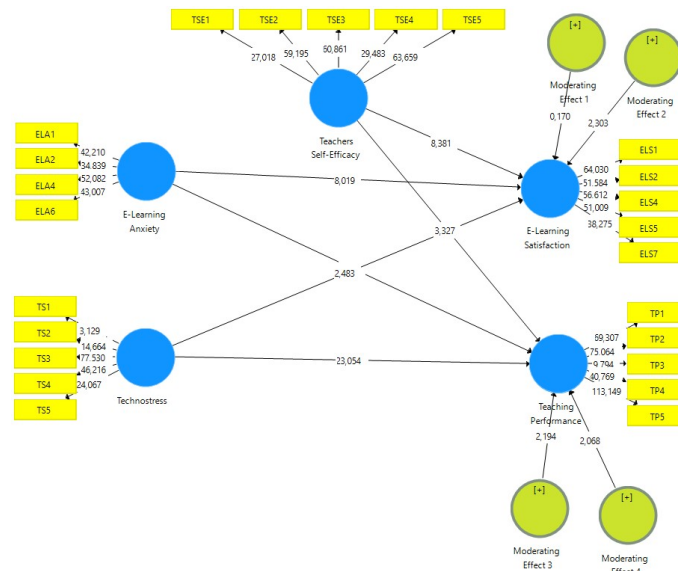 TSE1
TSE2
TSE3
TSE4
TSE5
27,018
59,195
50,861
29,483
63,659
Teachers
Self-Efficacy
[+]
Moderating
Effect 1
[+]
Moderating
Effect 2
0,170
2,303
ELA1
ELA2
ELA4
ELA6
42,210
34.839
52,082
43,007
E-Learning
Anxiety
8,381
8,019
3,327
2,483
ELS1
ELS2
ELS4
ELS5
ELS7
64,030
51.584
56.612
51,009
38,275
E-Learning
Satisfaction
TS1
TS2
TS3
TS4
TS5
3,129
14,664
77.530
46,216
24,067
Technostress
23,054
TP1
TP2
TP3
TP4
TP5
69,307
75.064
9.794
40,769
113,149
Teaching
Performance
2,194
2,068
[+]
Moderating
Effect 3
[+]
Moderating